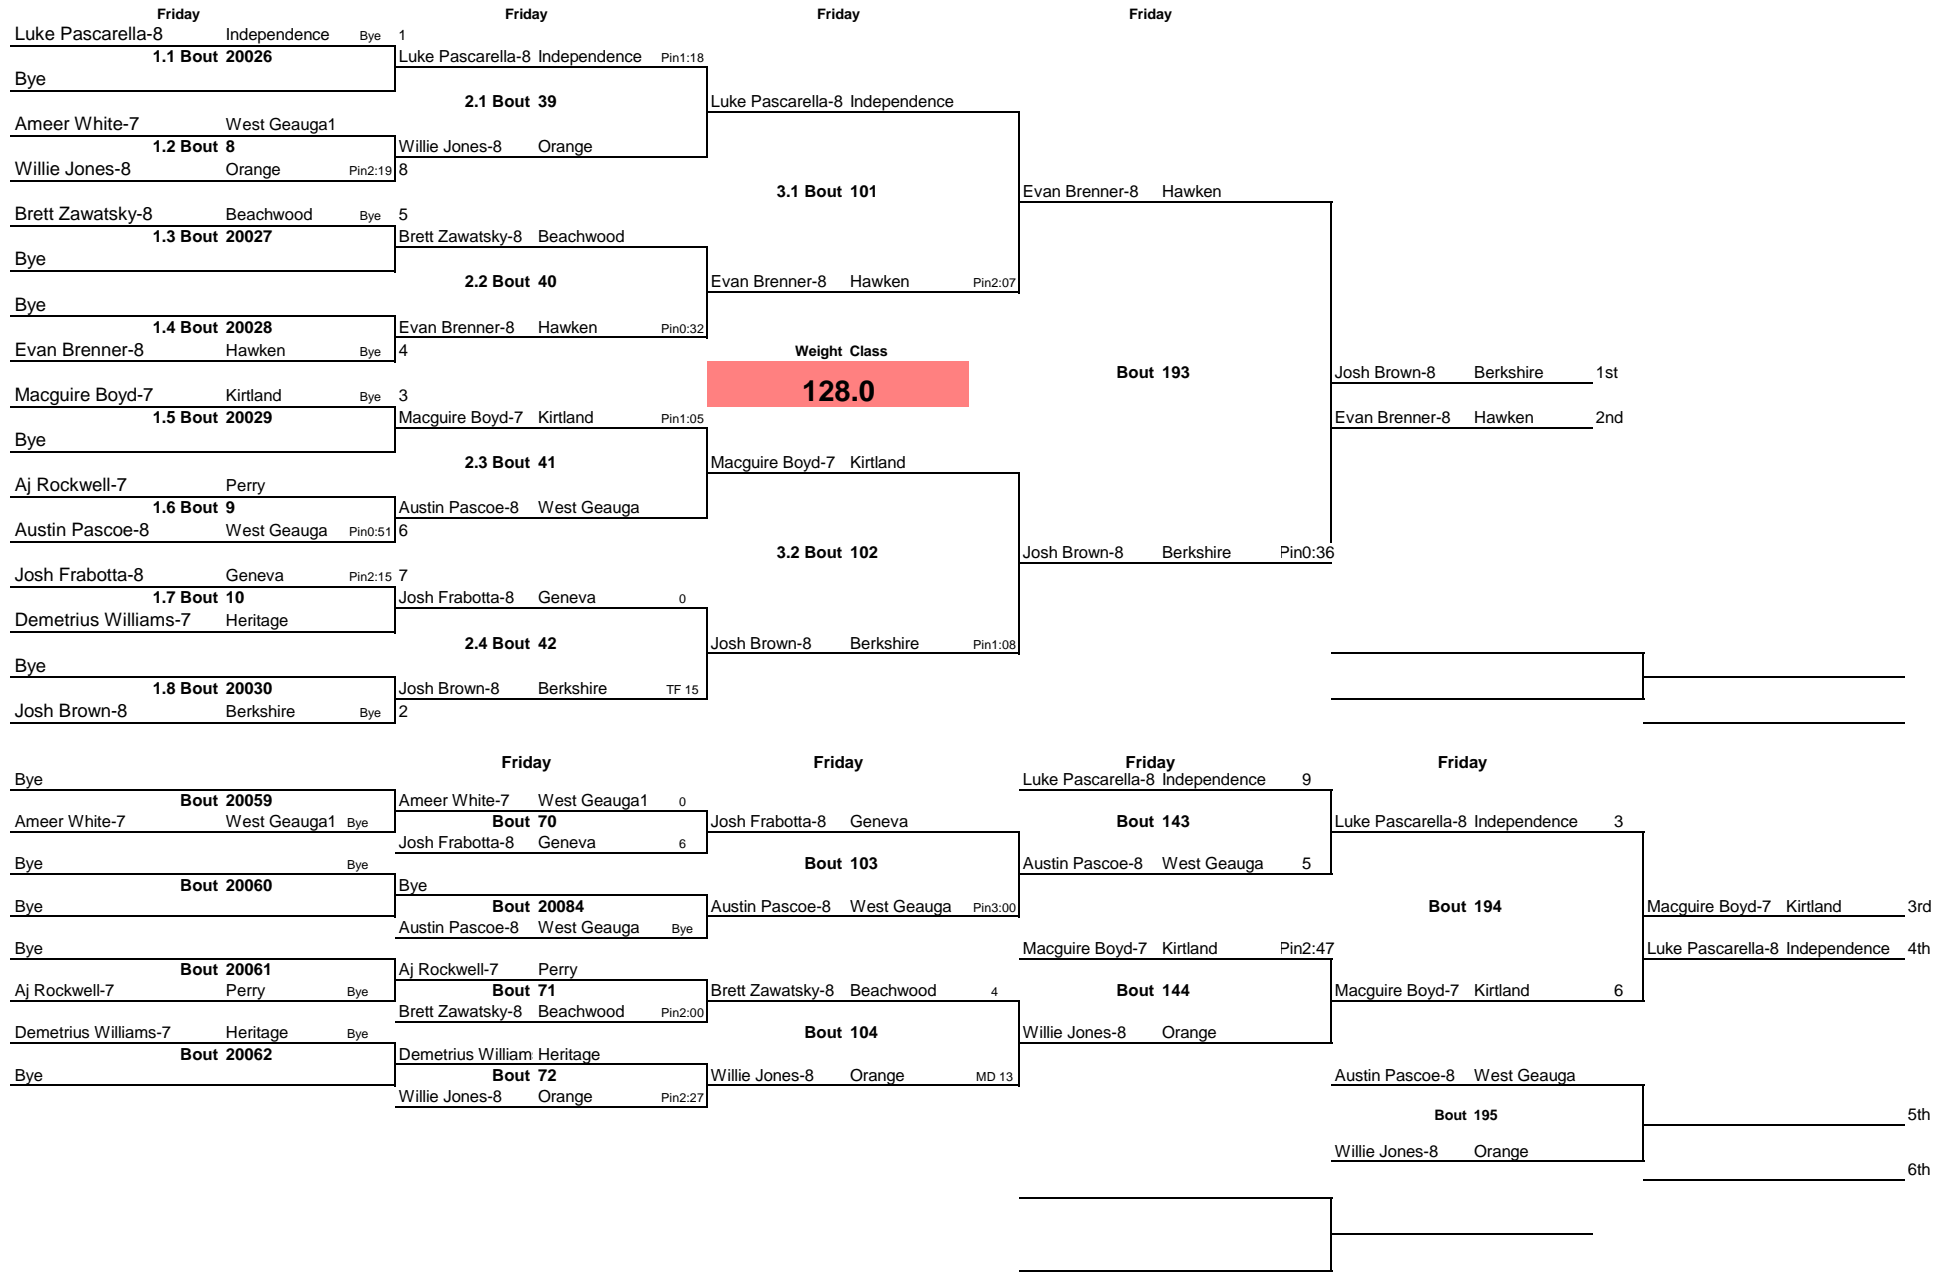 Friday Friday Friday Friday
Luke Pascarella-8 Independence Bye 1
1.1 Bout 20026 Luke Pascarella-8 Independence Pin1:18
Bye
2.1 Bout 39 Luke Pascarella-8 Independence
Ameer White-7 West Geauga1
1.2 Bout 8 Willie Jones-8 Orange
Willie Jones-8 Orange Pin2:19 8
3.1 Bout 101 Evan Brenner-8 Hawken
Brett Zawatsky-8 Beachwood Bye 5
1.3 Bout 20027 Brett Zawatsky-8 Beachwood
Bye
2.2 Bout 40 Evan Brenner-8 Hawken Pin2:07
Bye
1.4 Bout 20028 Evan Brenner-8 Hawken Pin0:32
Evan Brenner-8 Hawken Bye 4 Weight Class
Bout 193 Josh Brown-8 Berkshire 1st
Macguire Boyd-7 Kirtland Bye 3 128.0
1.5 Bout 20029 Macguire Boyd-7 Kirtland Pin1:05 Evan Brenner-8 Hawken 2nd
Bye
2.3 Bout 41 Macguire Boyd-7 Kirtland
Aj Rockwell-7 Perry
1.6 Bout 9 Austin Pascoe-8 West Geauga
Austin Pascoe-8 West Geauga Pin0:51 6
3.2 Bout 102 Josh Brown-8 Berkshire Pin0:36
Josh Frabotta-8 Geneva Pin2:15 7
1.7 Bout 10 Josh Frabotta-8 Geneva 0
Demetrius Williams-7 Heritage
2.4 Bout 42 Josh Brown-8 Berkshire Pin1:08
Bye
1.8 Bout 20030 Josh Brown-8 Berkshire TF 15
Josh Brown-8 Berkshire Bye 2
Friday Friday Friday Friday
Bye Luke Pascarella-8 Independence 9
Bout 20059 Ameer White-7 West Geauga1 0
Ameer White-7 West Geauga1 Bye Bout 70 Josh Frabotta-8 Geneva Bout 143 Luke Pascarella-8 Independence 3
Josh Frabotta-8 Geneva 6
Bye Bye Bout 103 Austin Pascoe-8 West Geauga 5
Bout 20060 Bye
Bye Bout 20084 Austin Pascoe-8 West Geauga Pin3:00 Bout 194 Macguire Boyd-7 Kirtland 3rd
Austin Pascoe-8 West Geauga Bye
Bye Macguire Boyd-7 Kirtland Pin2:47 Luke Pascarella-8 Independence 4th
Bout 20061 Aj Rockwell-7 Perry
Aj Rockwell-7 Perry Bye Bout 71 Brett Zawatsky-8 Beachwood 4 Bout 144 Macguire Boyd-7 Kirtland 6
Brett Zawatsky-8 Beachwood Pin2:00
Demetrius Williams-7 Heritage Bye Bout 104 Willie Jones-8 Orange
Bout 20062 Demetrius William Heritage
Bye Bout 72 Willie Jones-8 Orange MD 13 Austin Pascoe-8 West Geauga
Willie Jones-8 Orange Pin2:27
Bout 195 5th
Willie Jones-8 Orange
6th